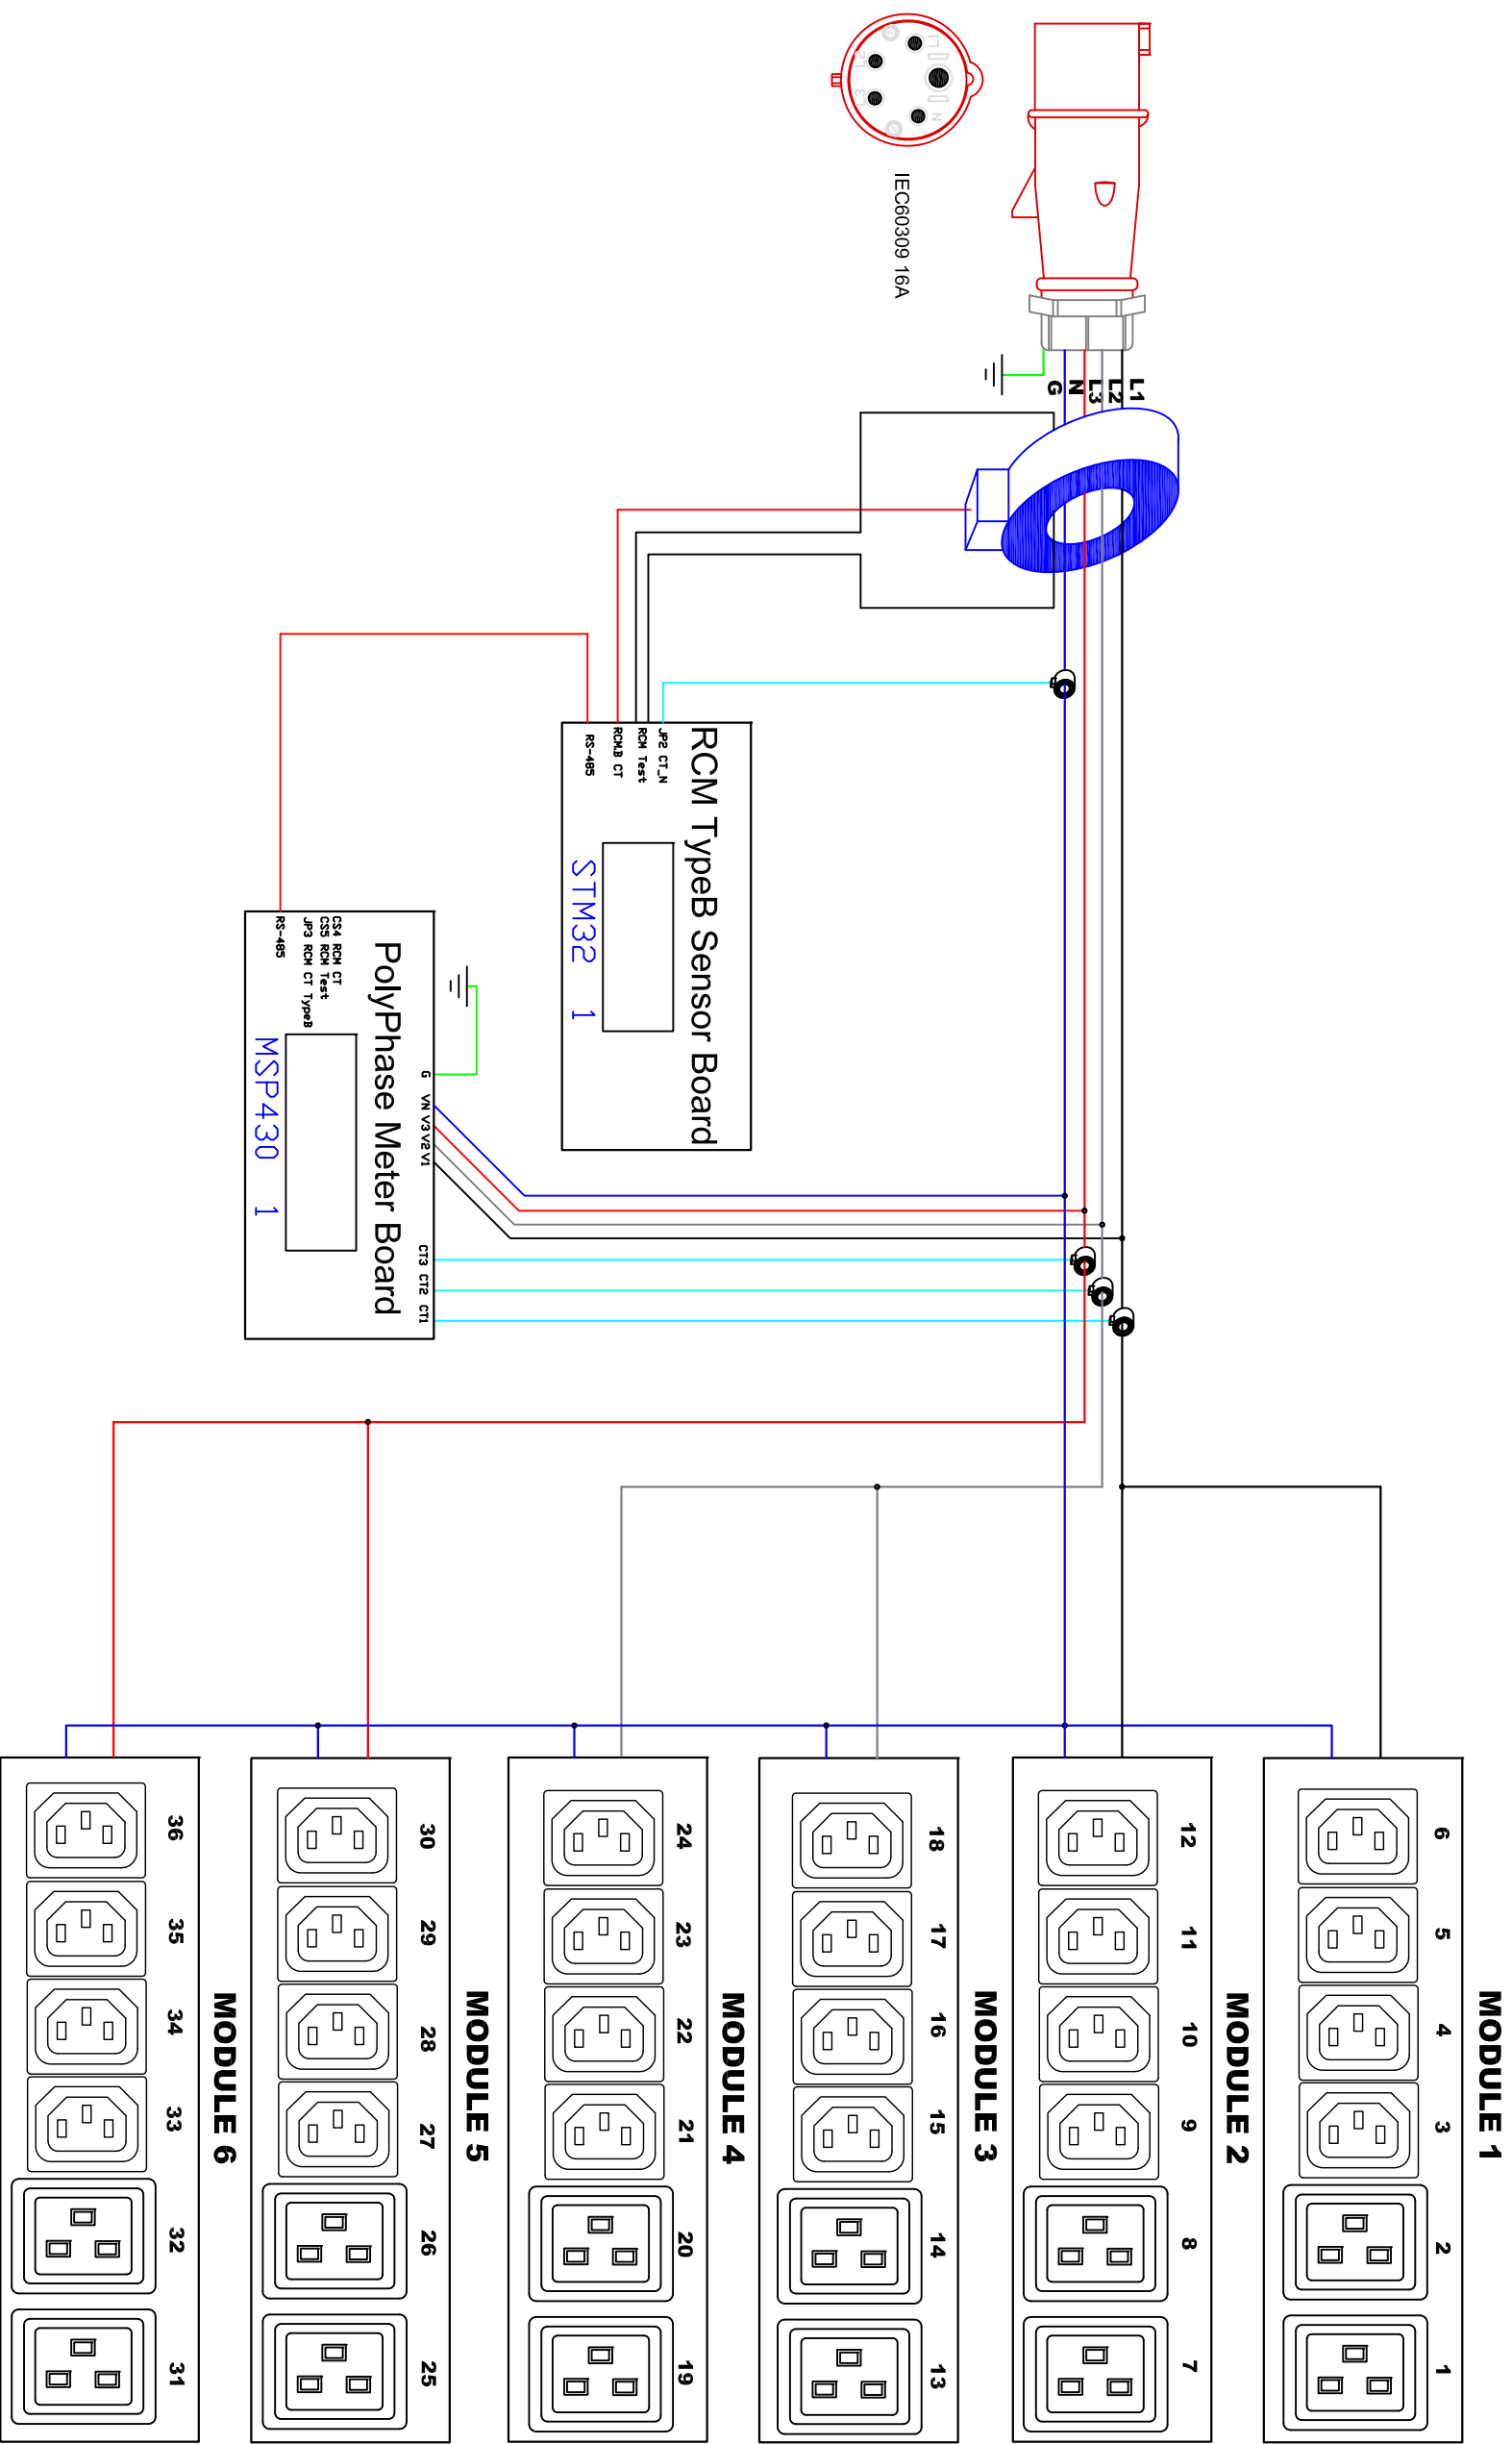 L1
L2
L3
N
IEC60309 16A
L1
L2
L3
N
G
RCM TypeB Sensor Board
JP2 CT_N
RCM Test
RCM.B CT
RS-485
STM32 1
PolyPhase Meter Board
CS4 RCM CT
CS5 RCM Test
JP3 RCM CT TypeB
RS-485
MSP430 1
G VN V3 V2 V1
CT3 CT2 CT1
MODULE 1
6 5 4 3 2 1
MODULE 2
12 11 10 9 8 7
MODULE 3
18 17 16 15 14 13
MODULE 4
24 23 22 21 20 19
MODULE 5
30 29 28 27 26 25
MODULE 6
36 35 34 33 32 31